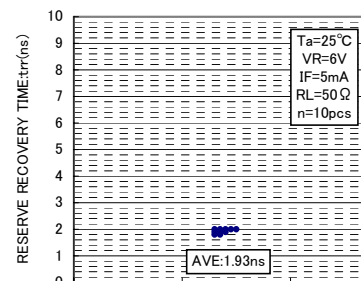 RESERVE RECOVERY TIME:trr(ns)
10
9
8
7
6
5
4
3
2
1
0
Ta=25℃
VR=6V
IF=5mA
RL=50Ω
n=10pcs
AVE:1.93ns